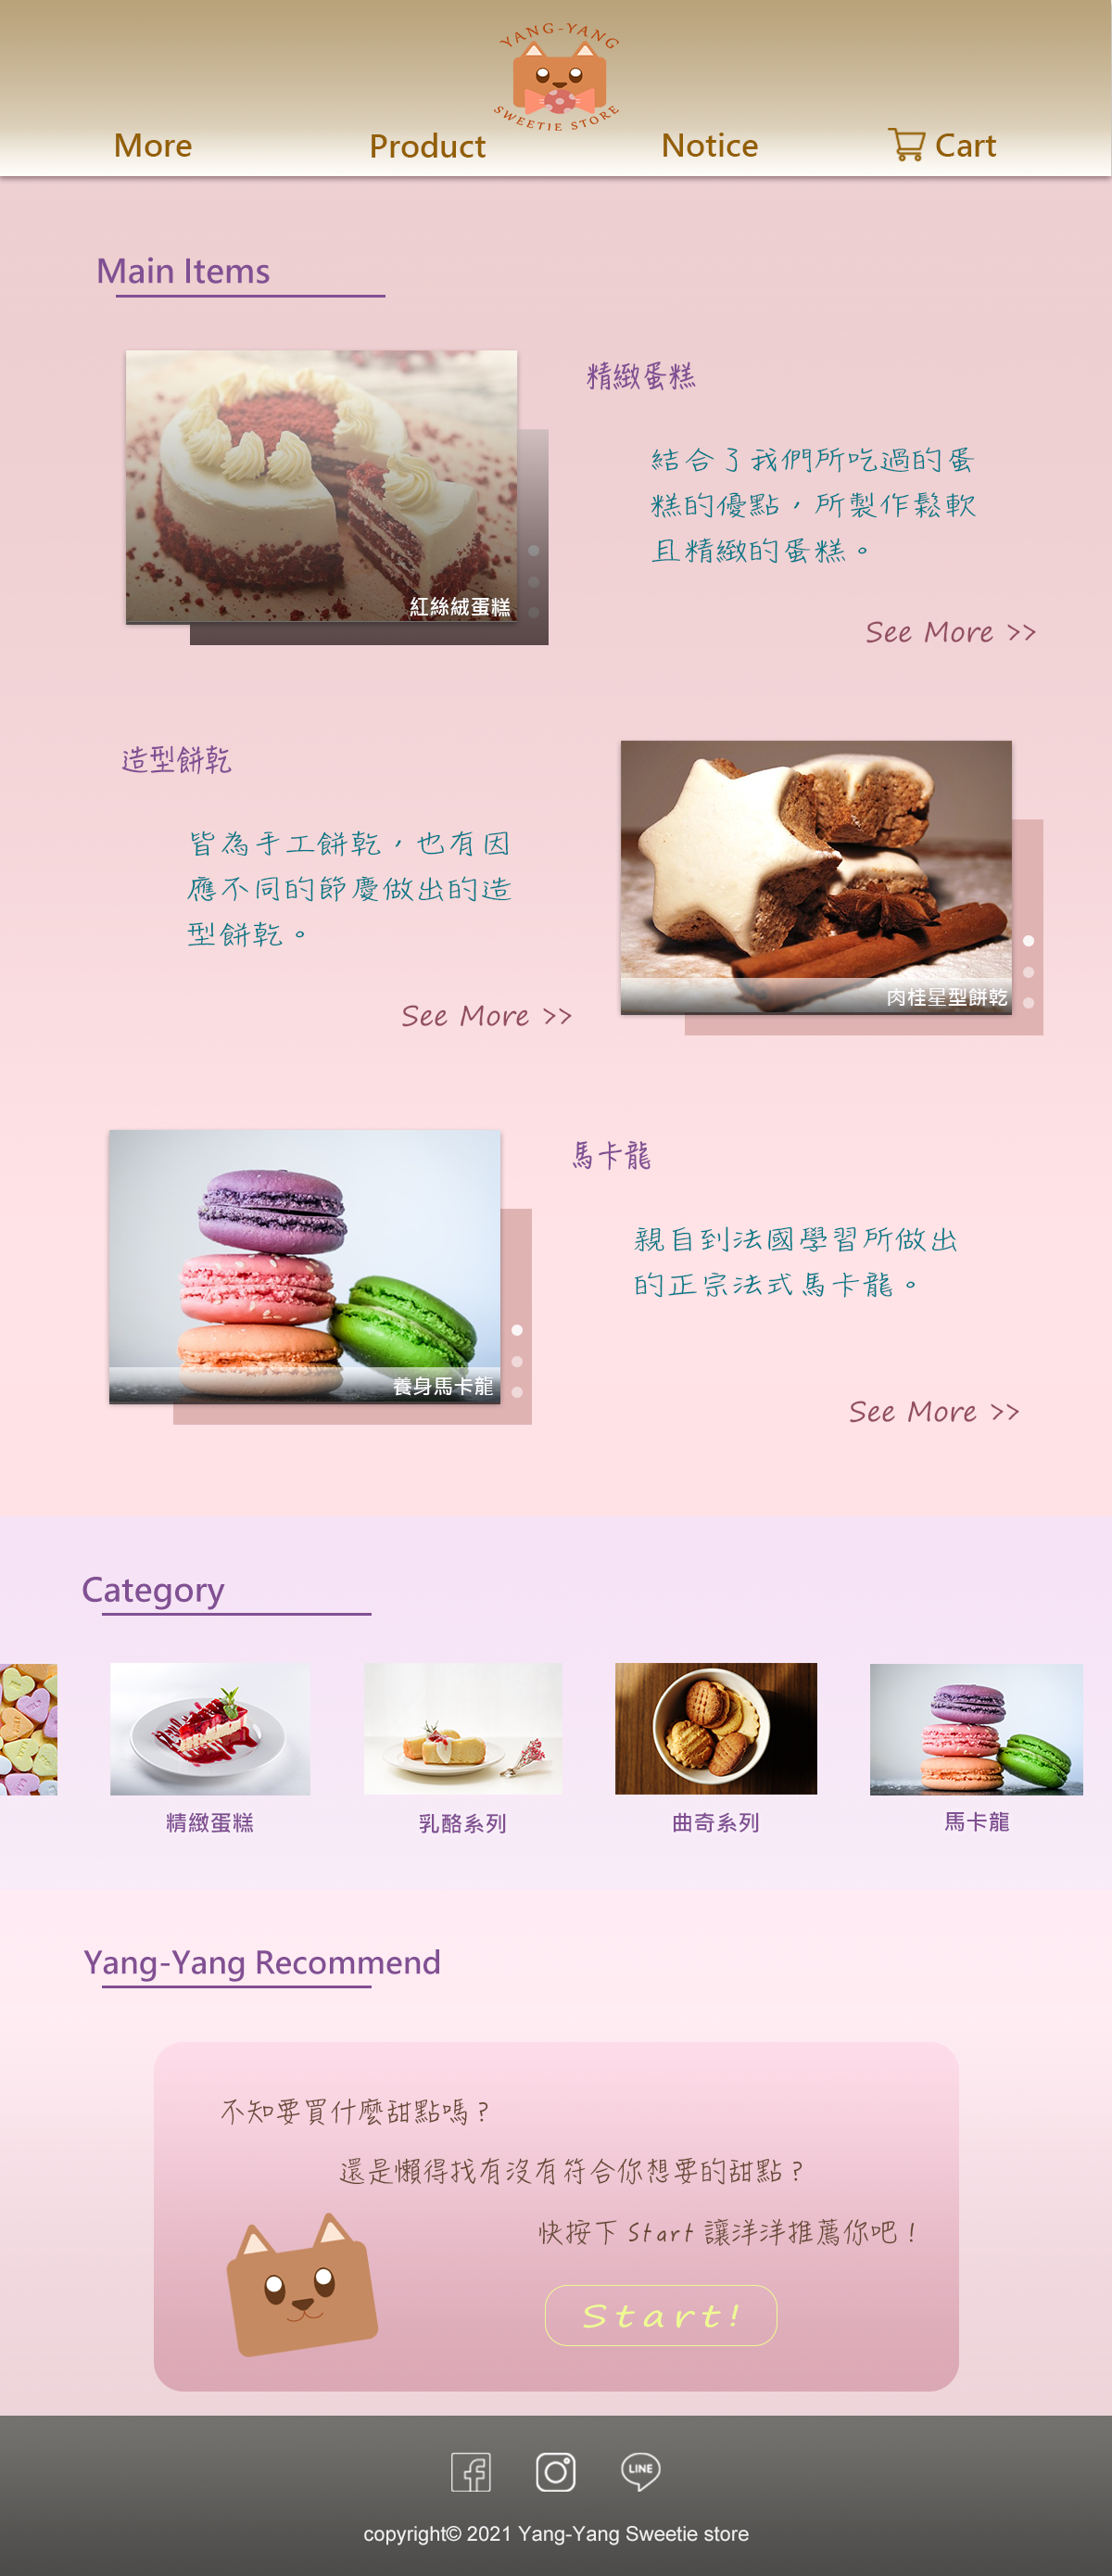 YANG-YANG
SWEETIE STORE
More
Product
Notice
Cart
Main Items
精緻蛋糕
結合了我們所吃過的蛋
糕的優點，所製作鬆軟
且精緻的蛋糕。
紅絲絨蛋糕
See More >>
造型餅乾
皆為手工餅乾，也有因
應不同的節慶做出的造
型餅乾。
肉桂星型餅乾
See More >>
馬卡龍
親自到法國學習所做出
的正宗法式馬卡龍。
養身馬卡龍
See More >>
Category
精緻蛋糕
乳酪系列
曲奇系列
馬卡龍
Yang-Yang Recommend
不知要買什麼甜點嗎？
還是懶得找有沒有符合你想要的甜點？
快按下 Start 讓洋洋推薦你吧！
Start!
LINE
copyright© 2021 Yang-Yang Sweetie store